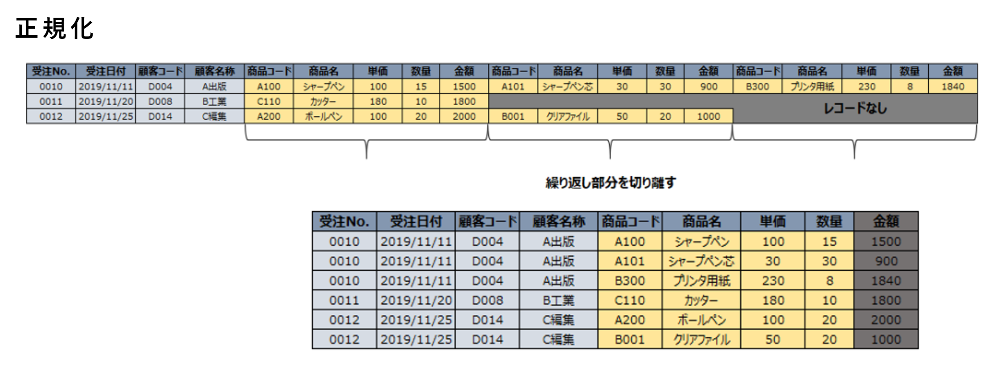 正規化
受注No. 受注日付 顧客コード 顧客名称 商品コード 商品名 単価 数量 金額 商品コード 商品名 単価 数量 金額 商品コード 商品名 単価 数量 金額
0010 2019/11/11 D004 A出版 A100 シャープペン 100 15 1500 A101 シャープペン芯 30 30 900 B300 プリンタ用紙 230 8 1840
0011 2019/11/20 D008 B工業 C110 カッター 180 10 1800
レコードなし
0012 2019/11/25 D014 C編集 A200 ボールペン 100 20 2000 B001 クリアファイル 50 20 1000
繰り返し部分を切り離す
受注No. 受注日付 顧客コード 顧客名称 商品コード 商品名 単価 数量 金額
0010 2019/11/11 D004 A出版 A100 シャープペン 100 15 1500
0010 2019/11/11 D004 A出版 A101 シャープペン芯 30 30 900
0010 2019/11/11 D004 A出版 B300 プリンタ用紙 230 8 1840
0011 2019/11/20 D008 B工業 C110 カッター 180 10 1800
0012 2019/11/25 D014 C編集 A200 ボールペン 100 20 2000
0012 2019/11/25 D014 C編集 B001 クリアファイル 50 20 1000